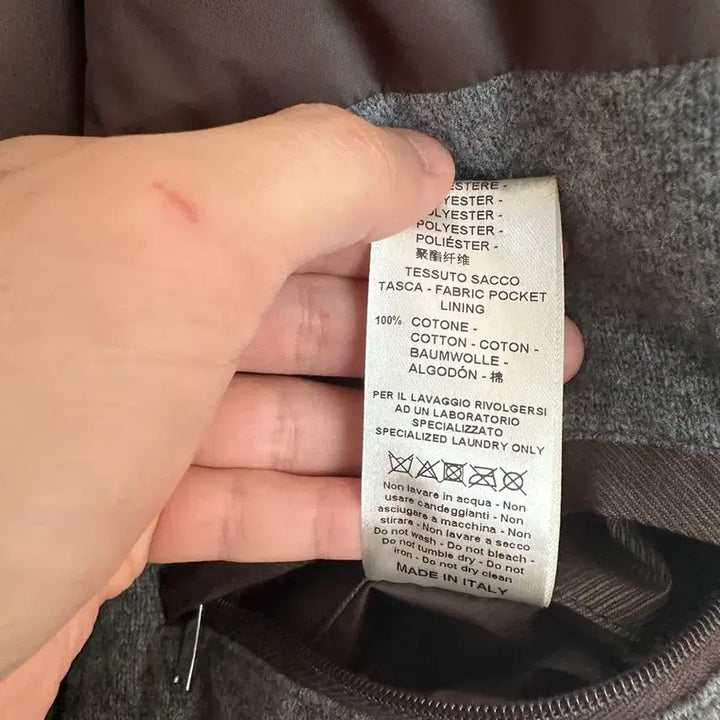 ESTERE -
YESTER -
OLYESTER -
POLYESTER -
POLIÉSTER -
聚酯纤维
TESSUTO SACCO
TASCA - FABRIC POCKET
LINING
100% COTONE -
COTTON - COTON -
BAUMWOLLE -
ALGODÓN - 棉
PER IL LAVAGGIO RIVOLGERSI
AD UN LABORATORIO
SPECIALIZZATO
SPECIALIZED LAUNDRY ONLY
Non lavare in acqua - Non
usare candeggianti - Non
asciugare a macchina - Non
stirare - Non lavare a secco
Do not wash - Do not bleach -
Do not tumble dry - Do not
iron - Do not dry clean
MADE IN ITALY